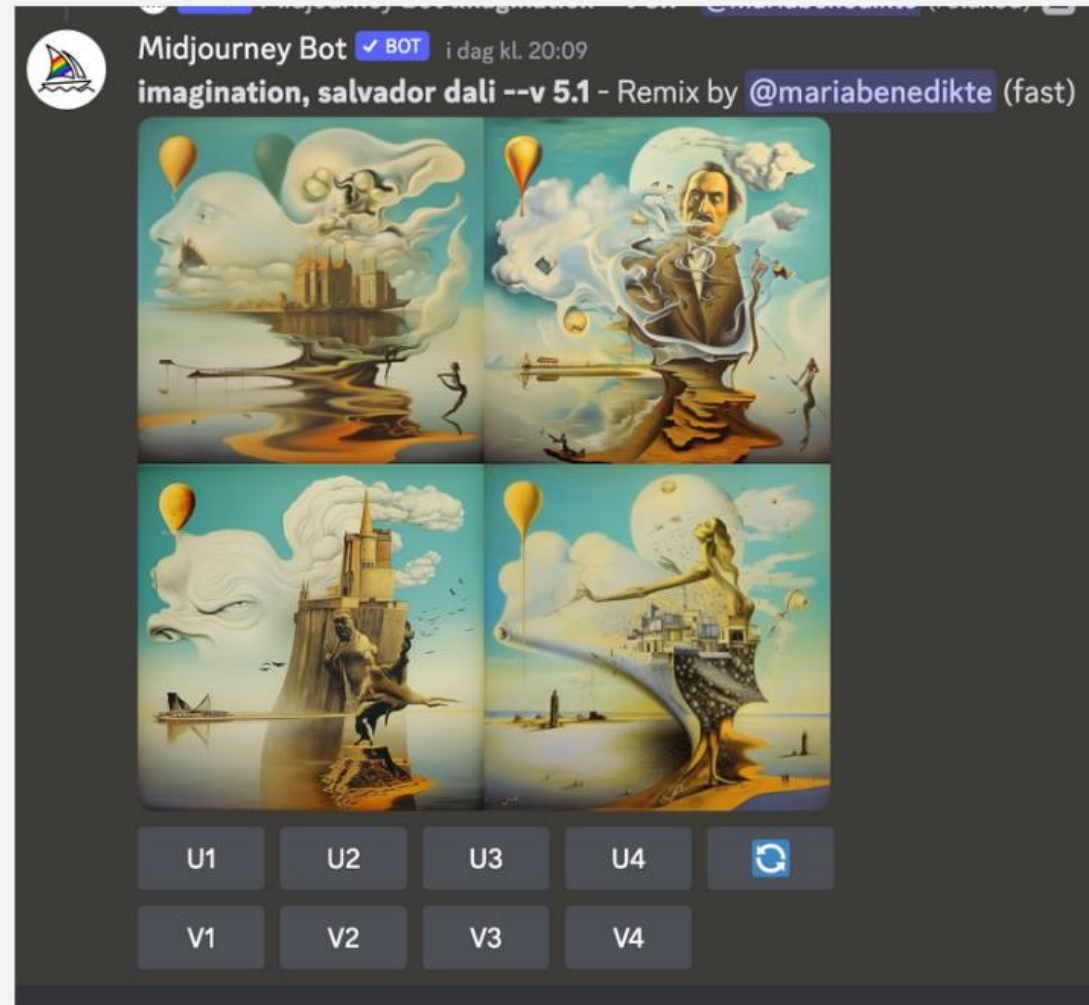 Midjourney Bot ✓ BOT i dag kl. 20:09
imagination, salvador dali --v 5.1 - Remix by @mariabenedikte (fast)
U1 U2 U3 U4
V1 V2 V3 V4